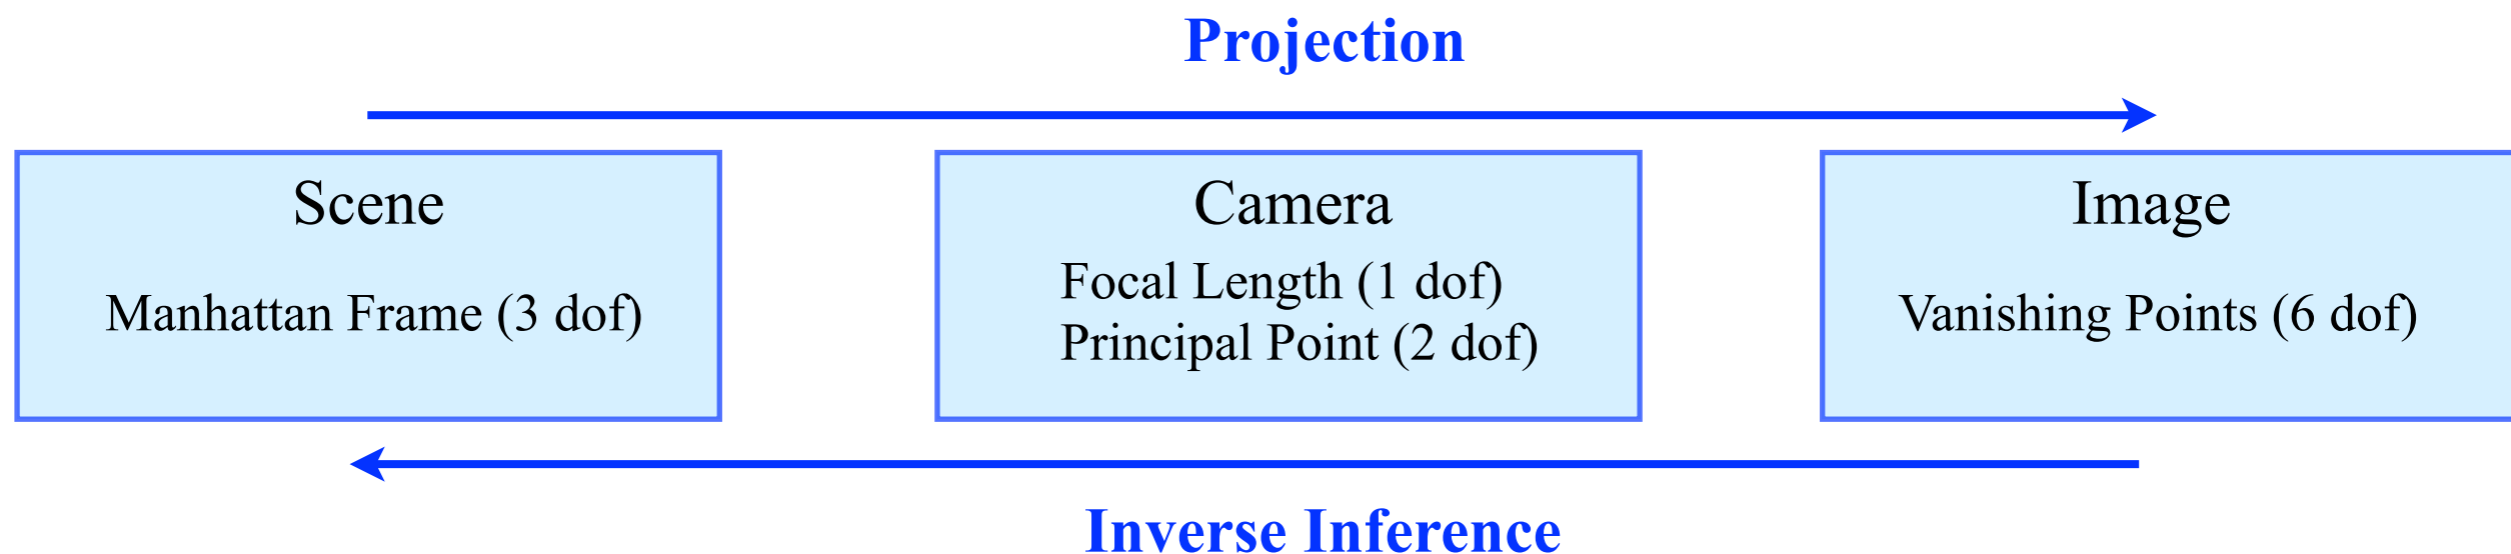 Projection
Scene
Manhattan Frame (3 dof)
Camera
Focal Length (1 dof)
Principal Point (2 dof)
Image
Vanishing Points (6 dof)
Inverse Inference